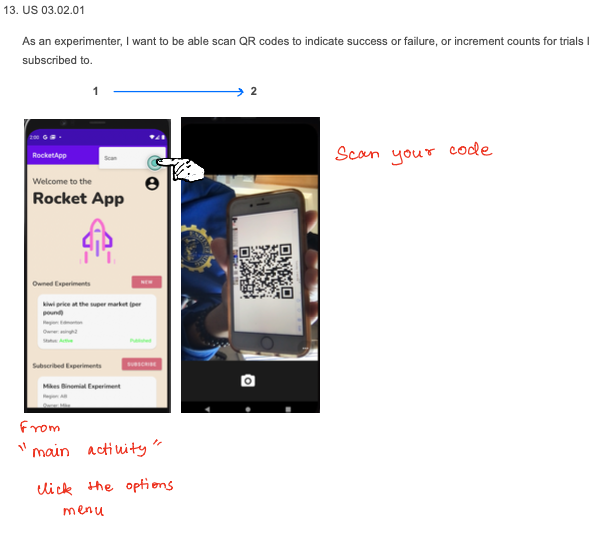 13. US 03.02.01
As an experimenter, I want to be able scan QR codes to indicate success or failure, or increment counts for trials I
subscribed to.
1 2
2:00 G
RocketApp Scan
Welcome to the
Rocket App
Owned Experiments NEW
kiwi price at the super market (per
pound)
Region: Edmonton
Status: Active Published
Subscribed Experiments SUBSCRIBE
Mikes Binomial Experiment
Region: AB
Owner: Mike
Scan your code
From
"main activity"
click the options
menu